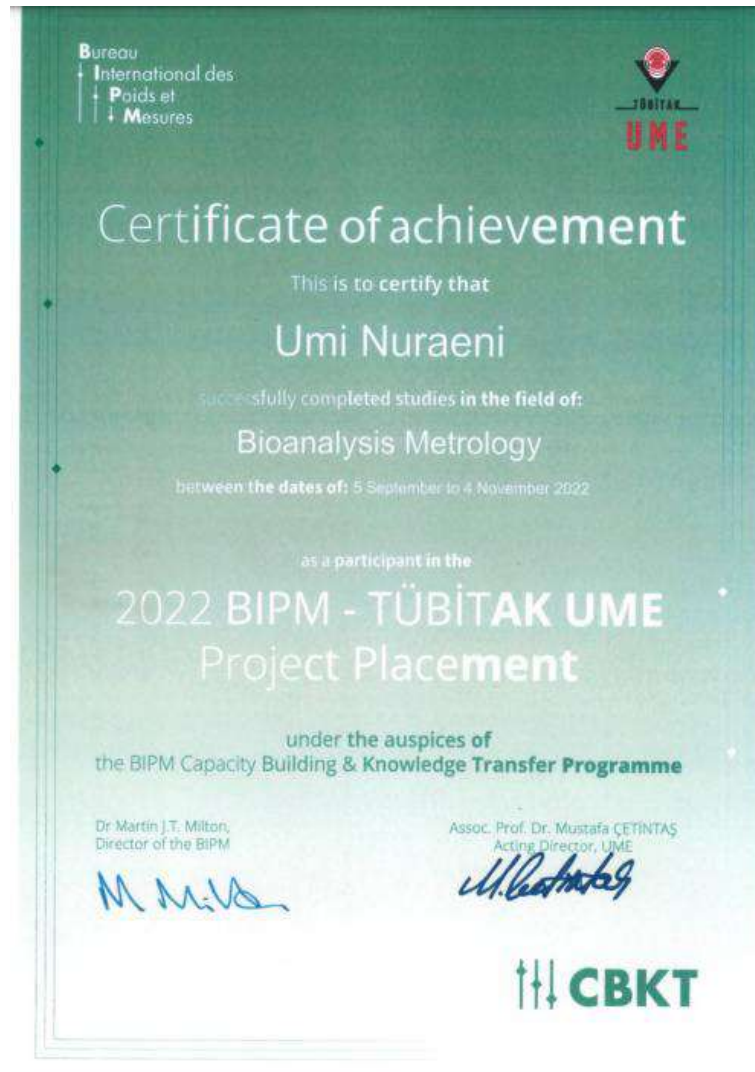 Bureau
International des
Poids et
Mesures
TÜBİTAK
UME
Certificate of achievement
This is to certify that
Umi Nuraeni
successfully completed studies in the field of:
Bioanalysis Metrology
between the dates of: 5 September to 4 November 2022
as a participant in the
2022 BIPM - TÜBİTAK UME
Project Placement
under the auspices of
the BIPM Capacity Building & Knowledge Transfer Programme
Dr Martin J.T. Milton,
Director of the BIPM
Assoc. Prof. Dr. Mustafa ÇETİNTAŞ
Acting Director, UME
M Milton
M. Cetintaş
CBKT